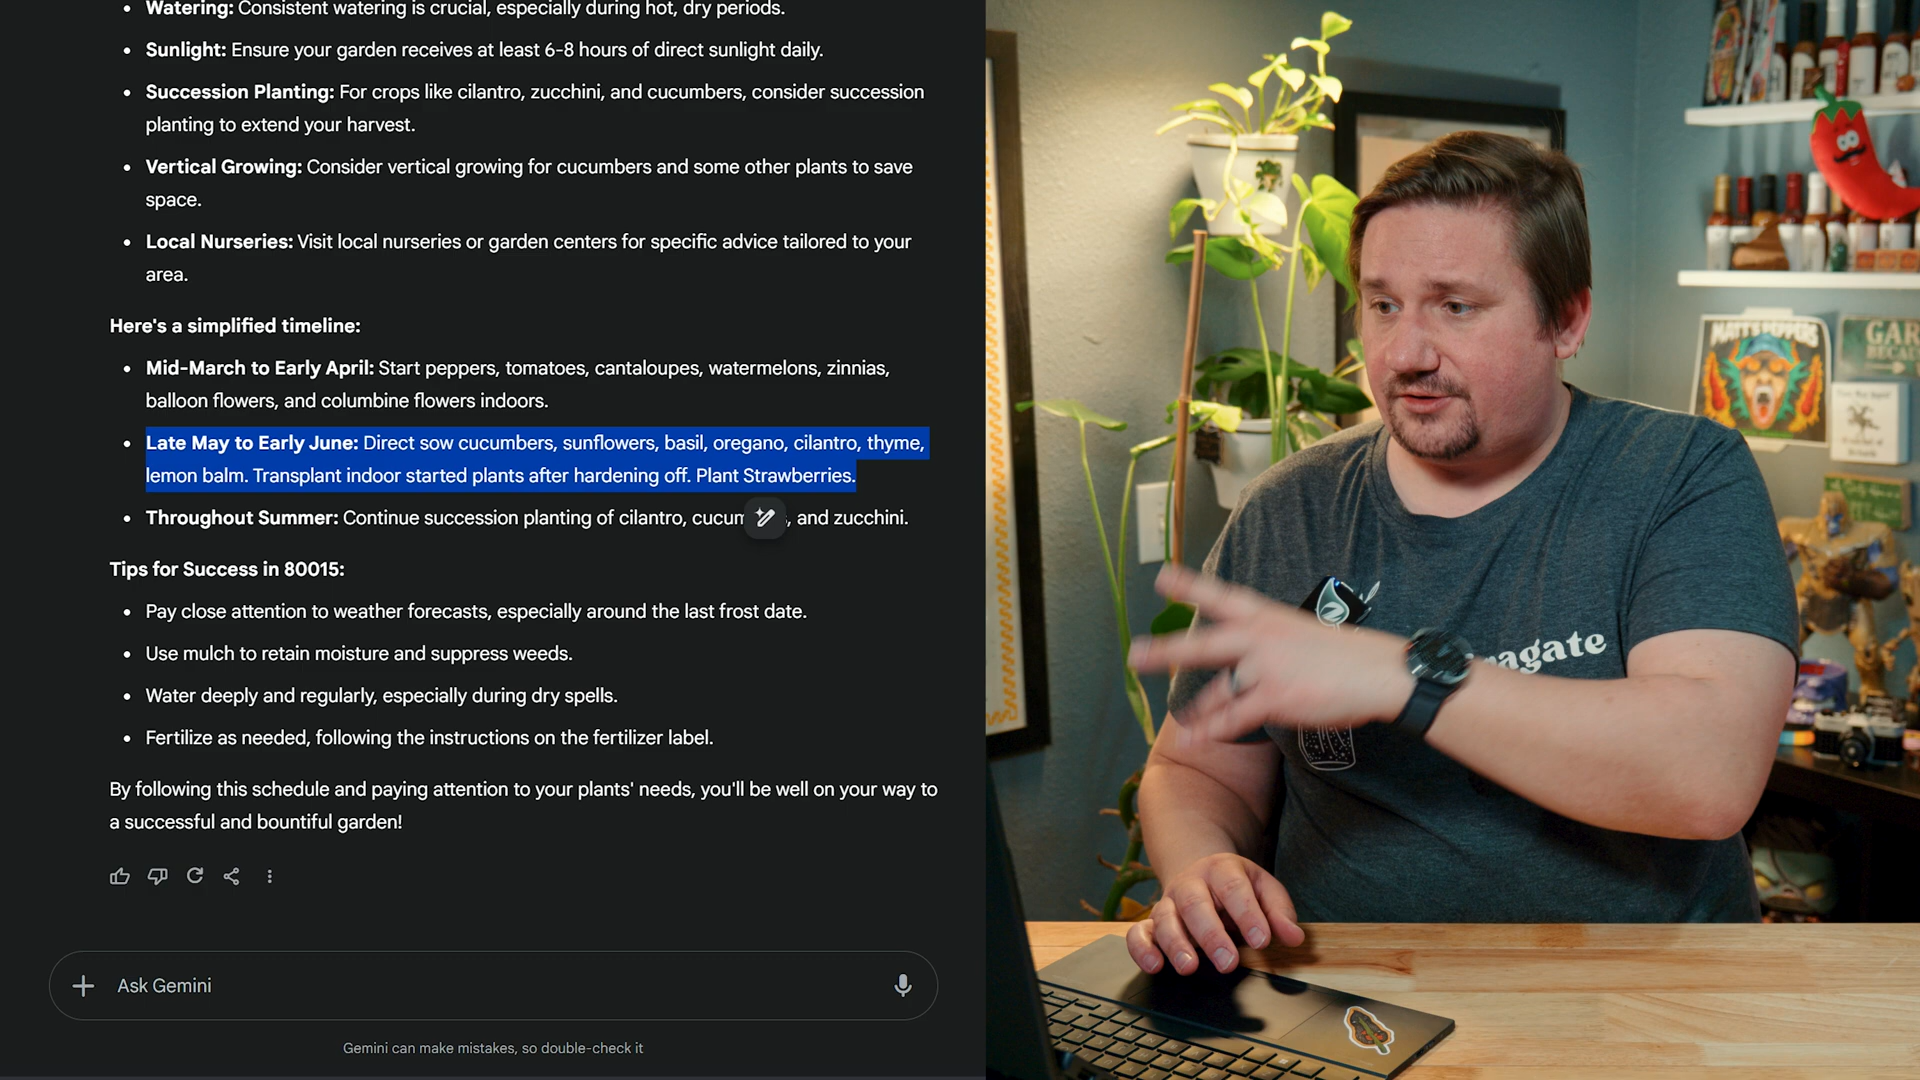 Watering: Consistent watering is crucial, especially during hot, dry periods.
Sunlight: Ensure your garden receives at least 6-8 hours of direct sunlight daily.
Succession Planting: For crops like cilantro, zucchini, and cucumbers, consider succession
planting to extend your harvest.
Vertical Growing: Consider vertical growing for cucumbers and some other plants to save
space.
Local Nurseries: Visit local nurseries or garden centers for specific advice tailored to your
area.
Here's a simplified timeline:
Mid-March to Early April: Start peppers, tomatoes, cantaloupes, watermelons, zinnias,
balloon flowers, and columbine flowers indoors.
Late May to Early June: Direct sow cucumbers, sunflowers, basil, oregano, cilantro, thyme,
lemon balm. Transplant indoor started plants after hardening off. Plant Strawberries.
Throughout Summer: Continue succession planting of cilantro, cucum , and zucchini.
Tips for Success in 80015:
Pay close attention to weather forecasts, especially around the last frost date.
Use mulch to retain moisture and suppress weeds.
Water deeply and regularly, especially during dry spells.
Fertilize as needed, following the instructions on the fertilizer label.
By following this schedule and paying attention to your plants' needs, you'll be well on your way to
a successful and bountiful garden!
Ask Gemini
Gemini can make mistakes, so double-check it
MATT'S PEPPERS
GAR
BECAU
agate